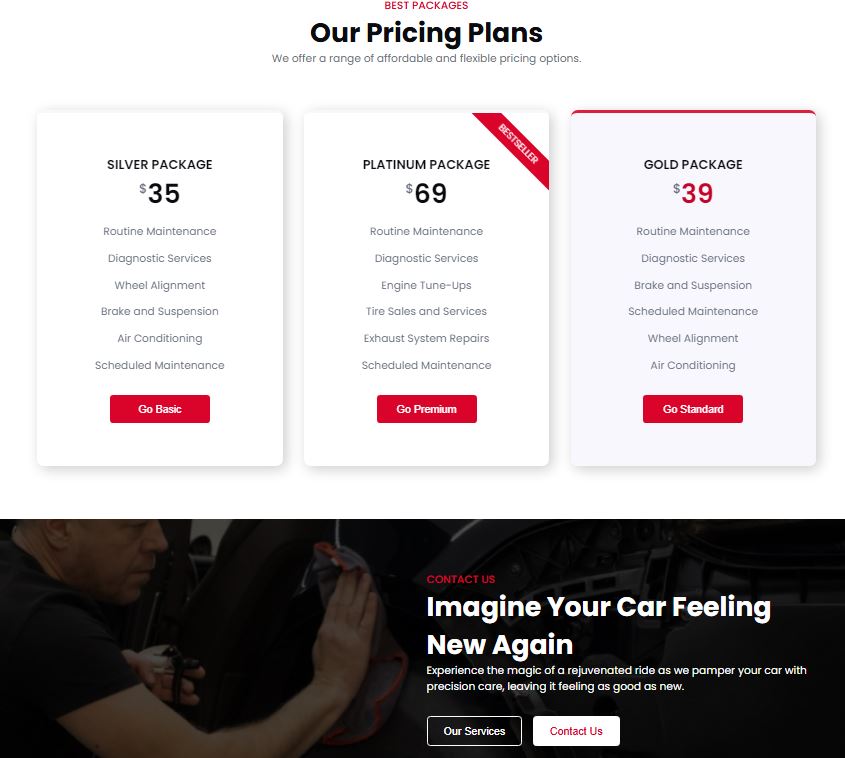 BEST PACKAGES
Our Pricing Plans
We offer a range of affordable and flexible pricing options.
SILVER PACKAGE
$35
Routine Maintenance
Diagnostic Services
Wheel Alignment
Brake and Suspension
Air Conditioning
Scheduled Maintenance
Go Basic
BESTSELLER
PLATINUM PACKAGE
$69
Routine Maintenance
Diagnostic Services
Engine Tune-Ups
Tire Sales and Services
Exhaust System Repairs
Scheduled Maintenance
Go Premium
GOLD PACKAGE
$39
Routine Maintenance
Diagnostic Services
Brake and Suspension
Scheduled Maintenance
Wheel Alignment
Air Conditioning
Go Standard
CONTACT US
Imagine Your Car Feeling
New Again
Experience the magic of a rejuvenated ride as we pamper your car with
precision care, leaving it feeling as good as new.
Our Services
Contact Us